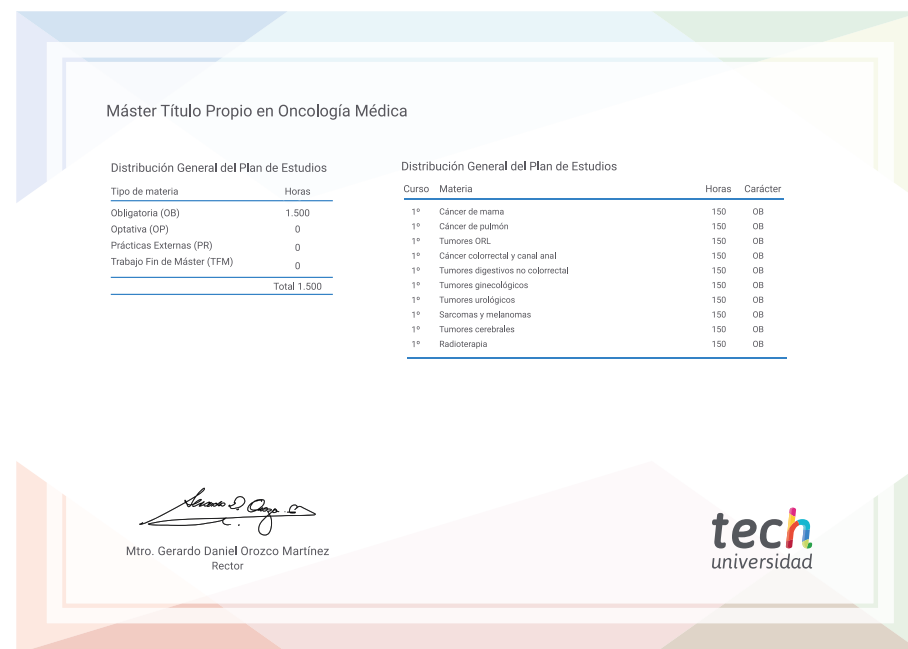 Máster Título Propio en Oncología Médica
Distribución General del Plan de Estudios
Tipo de materia Horas
Obligatoria (OB) 1.500
Optativa (OP) 0
Prácticas Externas (PR) 0
Trabajo Fin de Máster (TFM) 0
Total 1.500
Distribución General del Plan de Estudios
Curso Materia Horas Carácter
1º Cáncer de mama 150 OB
1º Cáncer de pulmón 150 OB
1º Tumores ORL 150 OB
1º Cáncer colorrectal y canal anal 150 OB
1º Tumores digestivos no colorrectal 150 OB
1º Tumores ginecológicos 150 OB
1º Tumores urológicos 150 OB
1º Sarcomas y melanomas 150 OB
1º Tumores cerebrales 150 OB
1º Radioterapia 150 OB
Mtro. Gerardo Daniel Orozco Martínez
Rector
tech
universidad